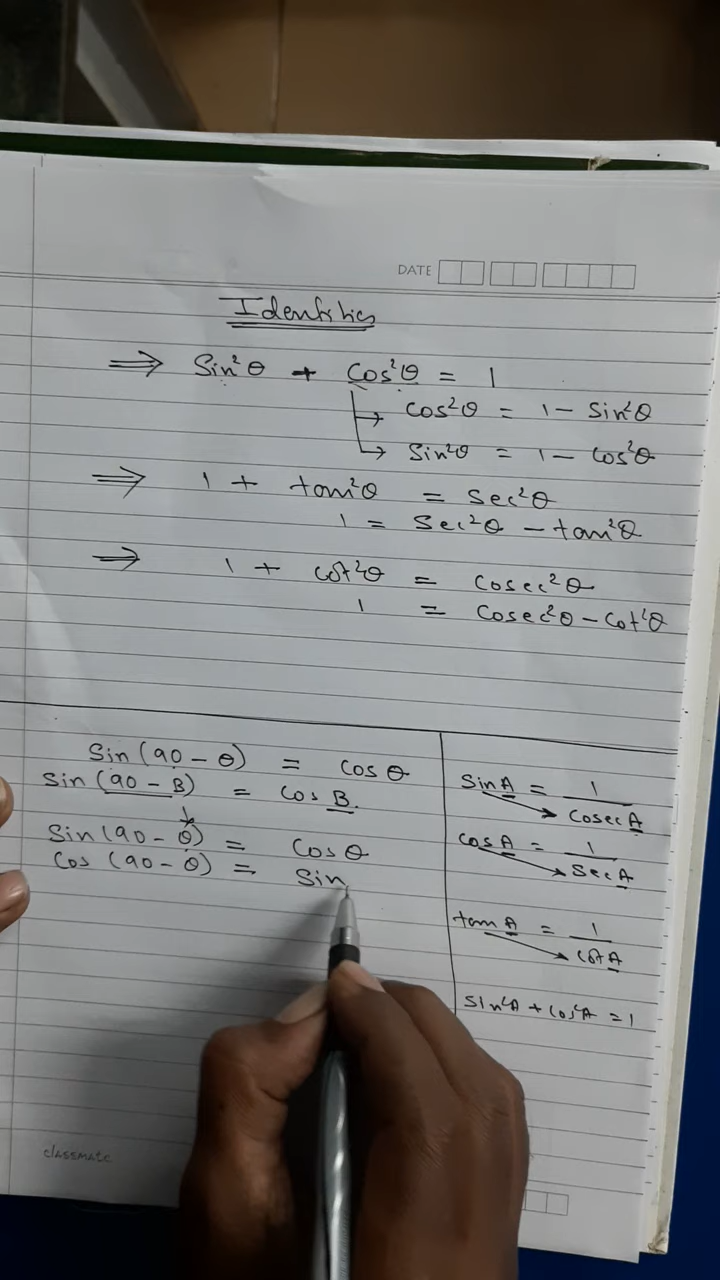 DATE
Identities
⇒ Sin²θ + Cos²θ = 1
→ Cos²θ = 1 - Sin²θ
→ Sin²θ = 1 - Cos²θ
⇒ 1 + tan²θ = Sec²θ
1 = Sec²θ - tan²θ
⇒ 1 + Cot²θ = Cosec²θ
1 = Cosec²θ - Cot²θ
Sin (90 - θ) = Cos θ
Sin (90 - B) = Cos B.
Sin (90 - θ) = Cos θ
Cos (90 - θ) = Sin
Sin A = 1/Cosec A
Cos A = 1/Sec A
tan A = 1/Cot A
Sin²A + Cos²A = 1
classmate